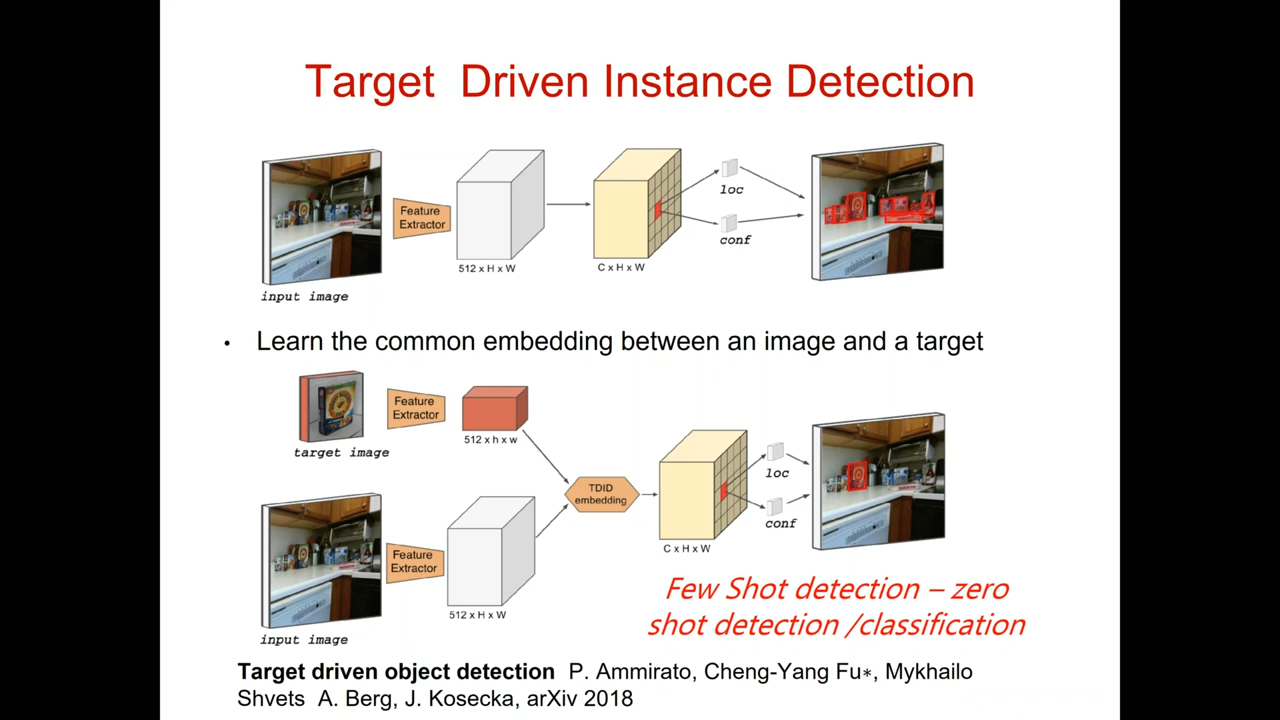 Target Driven Instance Detection
Feature
Extractor
512 x H x W
C x H x W
loc
conf
input image
• Learn the common embedding between an image and a target
Feature
Extractor
512 x h x w
target image
TDID
embedding
loc
conf
C x H x W
Feature
Extractor
512 x H x W
input image
Few Shot detection – zero
shot detection /classification
Target driven object detection P. Ammirato, Cheng-Yang Fu*, Mykhailo
Shvets A. Berg, J. Kosecka, arXiv 2018